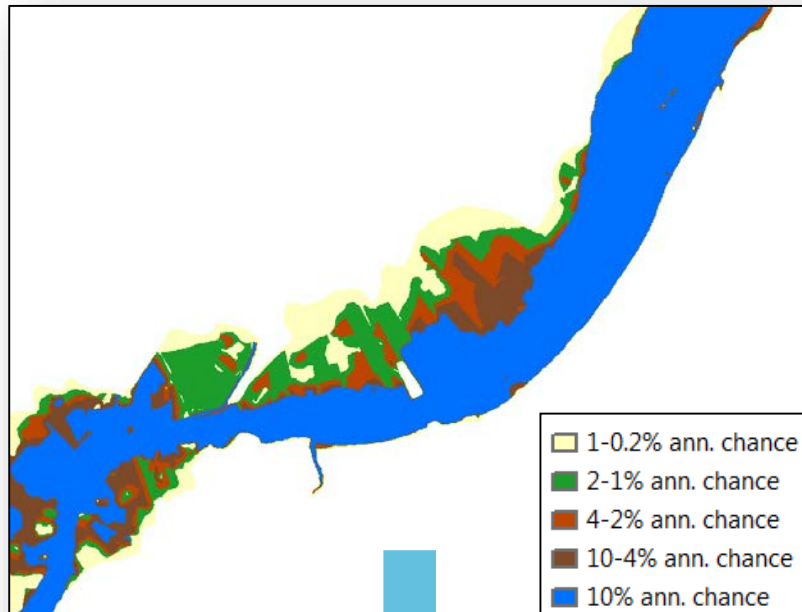 1-0.2% ann. chance
2-1% ann. chance
4-2% ann. chance
10-4% ann. chance
10% ann. chance